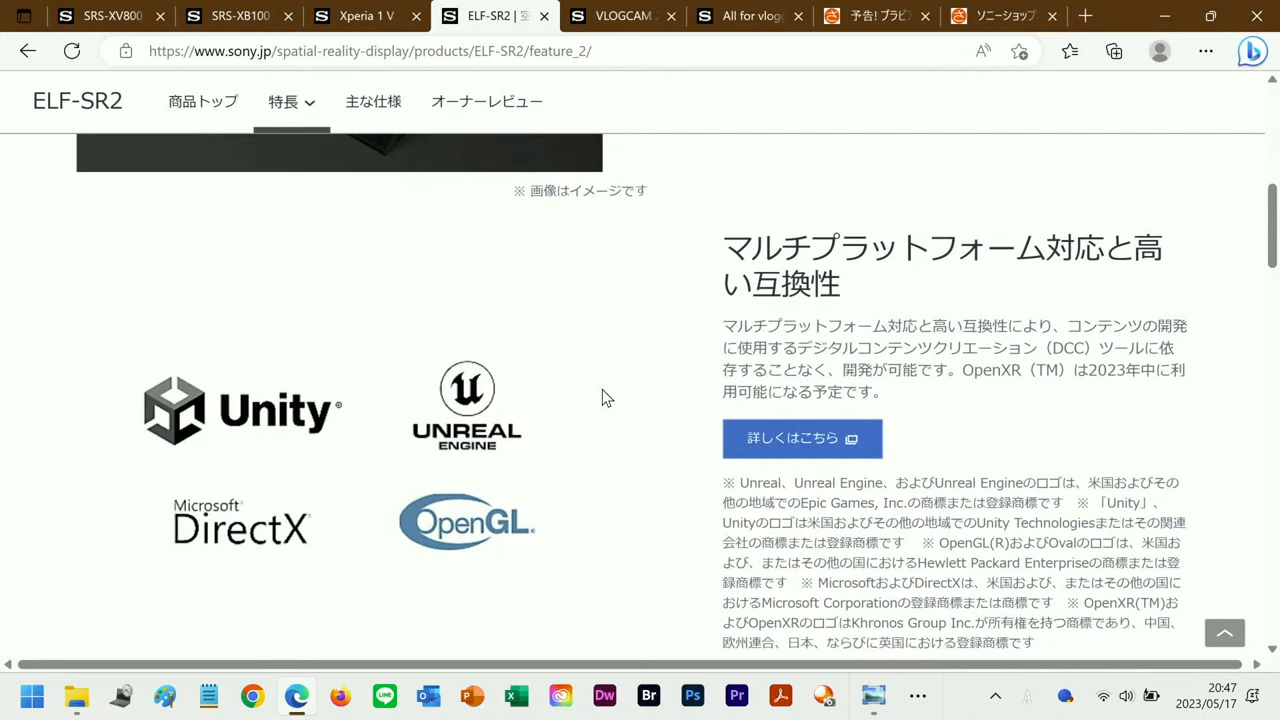 SRS-XV800
SRS-XB100
Xperia 1 V
ELF-SR2 | 空
VLOGCAM
All for vlog
予告! ブラビ
ソニーショップ
https://www.sony.jp/spatial-reality-display/products/ELF-SR2/feature_2/
ELF-SR2
商品トップ
特長
主な仕様
オーナーレビュー
※ 画像はイメージです
マルチプラットフォーム対応と高
い互換性
マルチプラットフォーム対応と高い互換性により、コンテンツの開発
に使用するデジタルコンテンツクリエーション（DCC）ツールに依
存することなく、開発が可能です。OpenXR（TM）は2023年中に利
用可能になる予定です。
詳しくはこちら
Unity®
UNREAL
ENGINE
Microsoft®
DirectX®
OpenGL®
※ Unreal、Unreal Engine、およびUnreal Engineのロゴは、米国およびその
他の地域でのEpic Games, Inc.の商標または登録商標です　※ 「Unity」、
Unityのロゴは米国およびその他の地域でのUnity Technologiesまたはその関連
会社の商標または登録商標です　※ OpenGL(R)およびOvalのロゴは、米国お
よび、またはその他の国におけるHewlett Packard Enterpriseの商標または登
録商標です　※ MicrosoftおよびDirectXは、米国および、またはその他の国に
おけるMicrosoft Corporationの登録商標または商標です　※ OpenXR(TM)お
よびOpenXRのロゴはKhronos Group Inc.が所有権を持つ商標であり、中国、
欧州連合、日本、ならびに英国における登録商標です
LINE
Dw
Br
Ps
Pr
A
20:47
2023/05/17